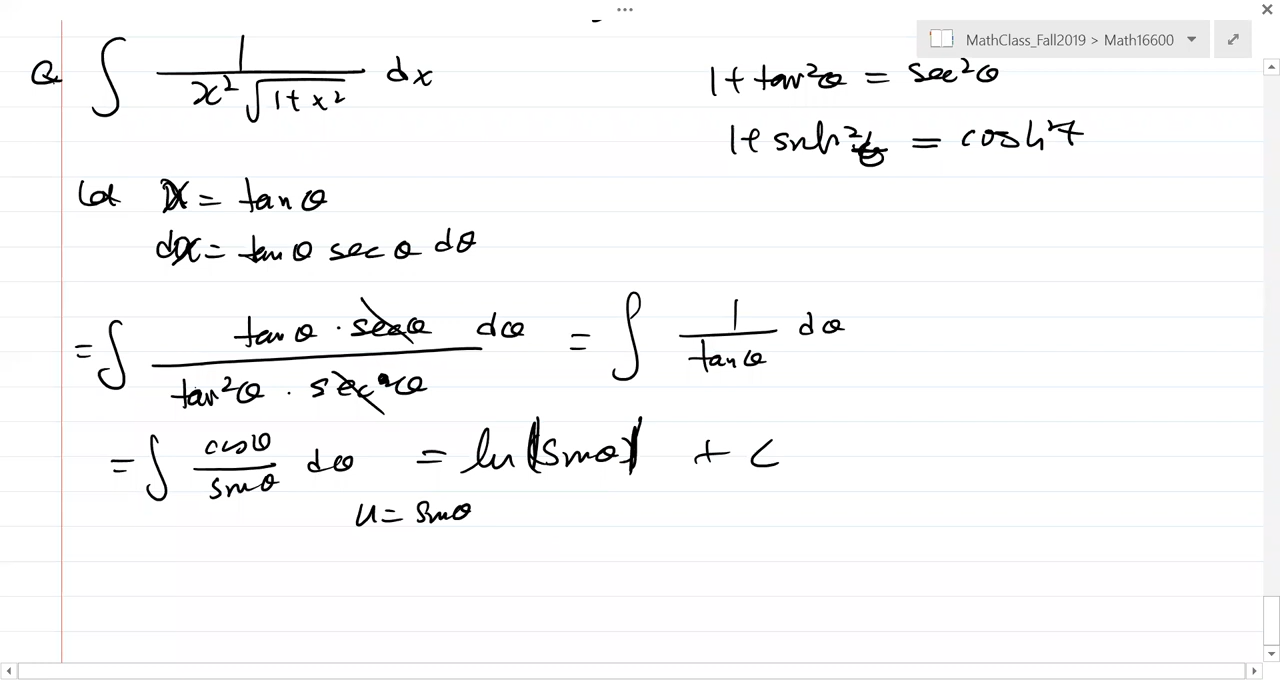 MathClass_Fall2019 > Math16600
Q ∫ 1 / (x² √(1+x²)) dx
1 + tan²θ = sec²θ
1 + sinh²t = cosh²t
Let x = tanθ
dx = tanθ secθ dθ
= ∫ (tanθ · secθ) / (tan²θ · secθ) dθ = ∫ 1/tanθ dθ
= ∫ cosθ/sinθ dθ = ln|sinθ| + C
u = sinθ